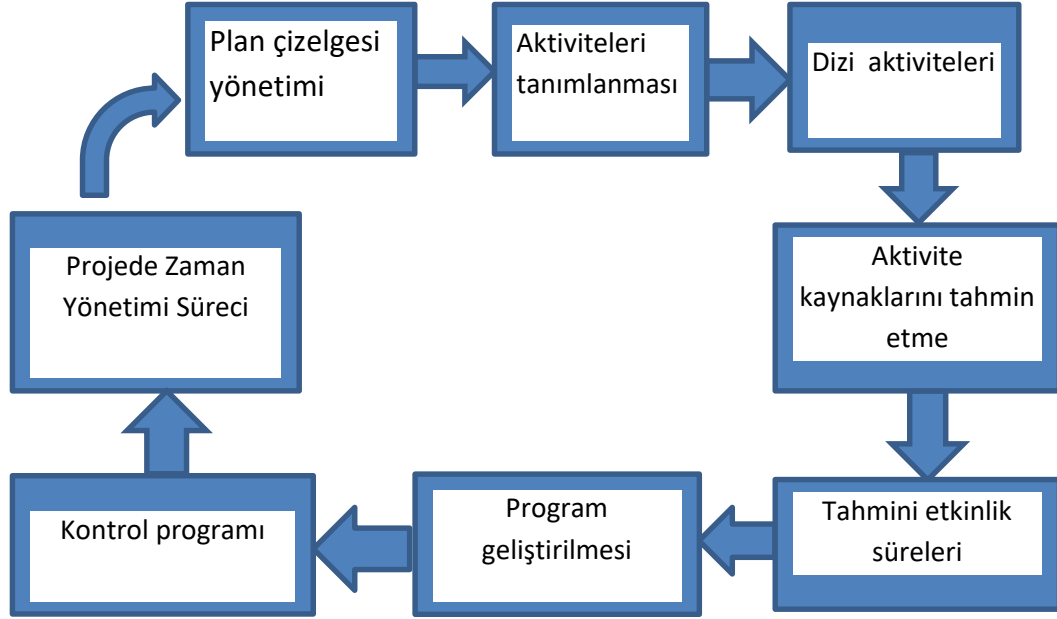 Plan çizelgesi
yönetimi
Aktiviteleri
tanımlanması
Dizi aktiviteleri
Aktivite
kaynaklarını tahmin
etme
Tahmini etkinlik
süreleri
Program
geliştirilmesi
Kontrol programı
Projede Zaman
Yönetimi Süreci